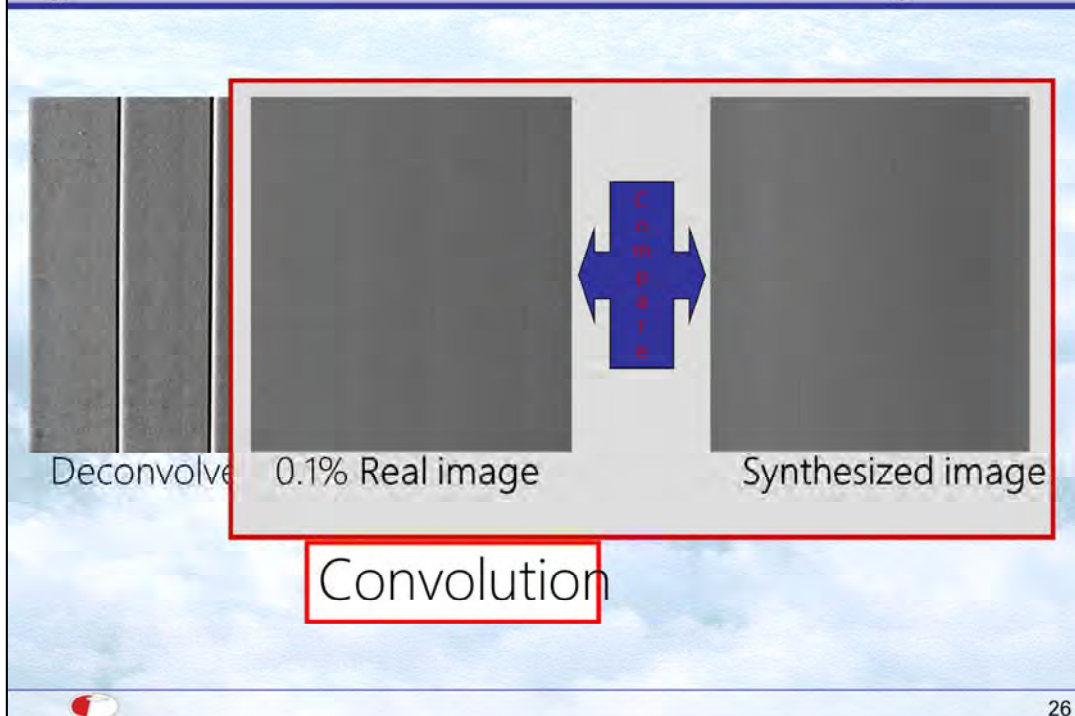 Compare
Deconvolve
0.1% Real image
Synthesized image
Convolution
26